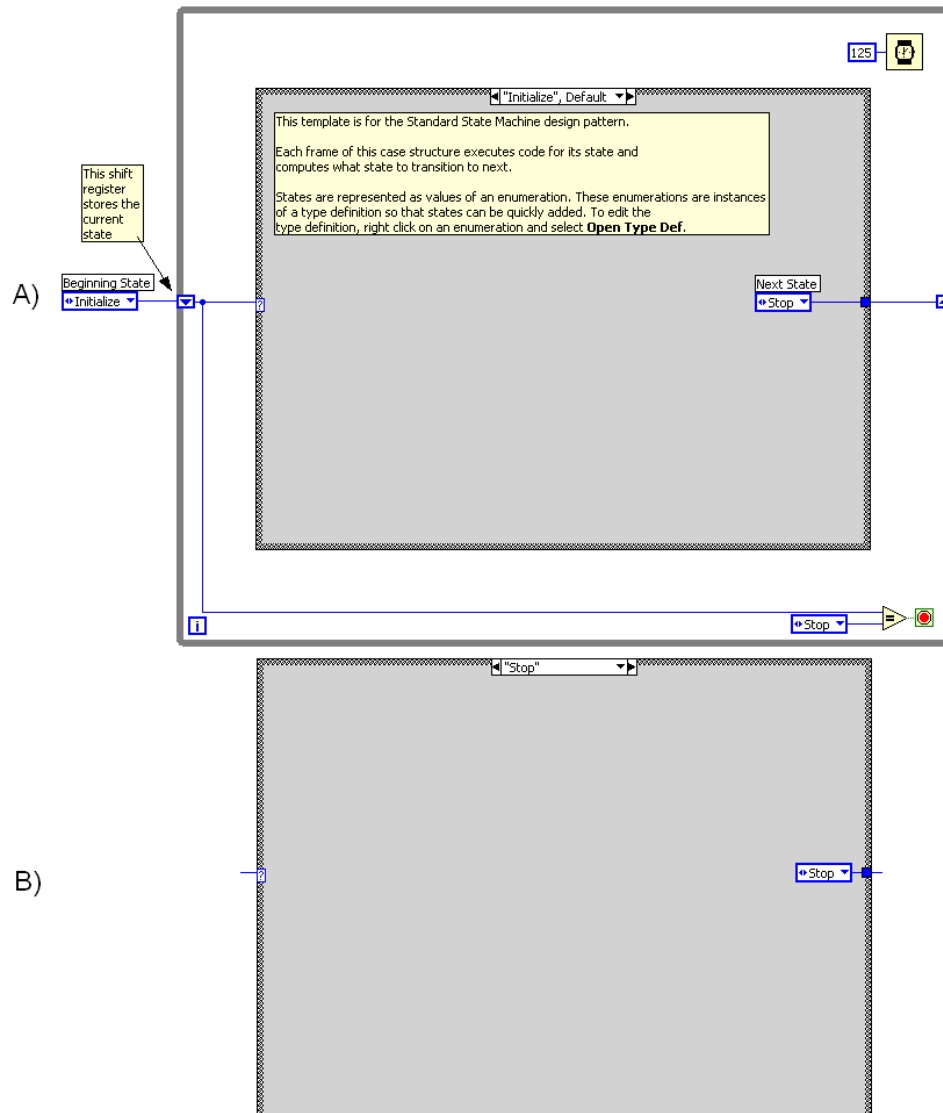 125
"Initialize", Default
This template is for the Standard State Machine design pattern.
Each frame of this case structure executes code for its state and
computes what state to transition to next.
States are represented as values of an enumeration. These enumerations are instances
of a type definition so that states can be quickly added. To edit the
type definition, right click on an enumeration and select Open Type Def.
This shift
register
stores the
current
state
A)
Beginning State
Initialize
?
Next State
Stop
i
Stop
=
"Stop"
B)
?
Stop